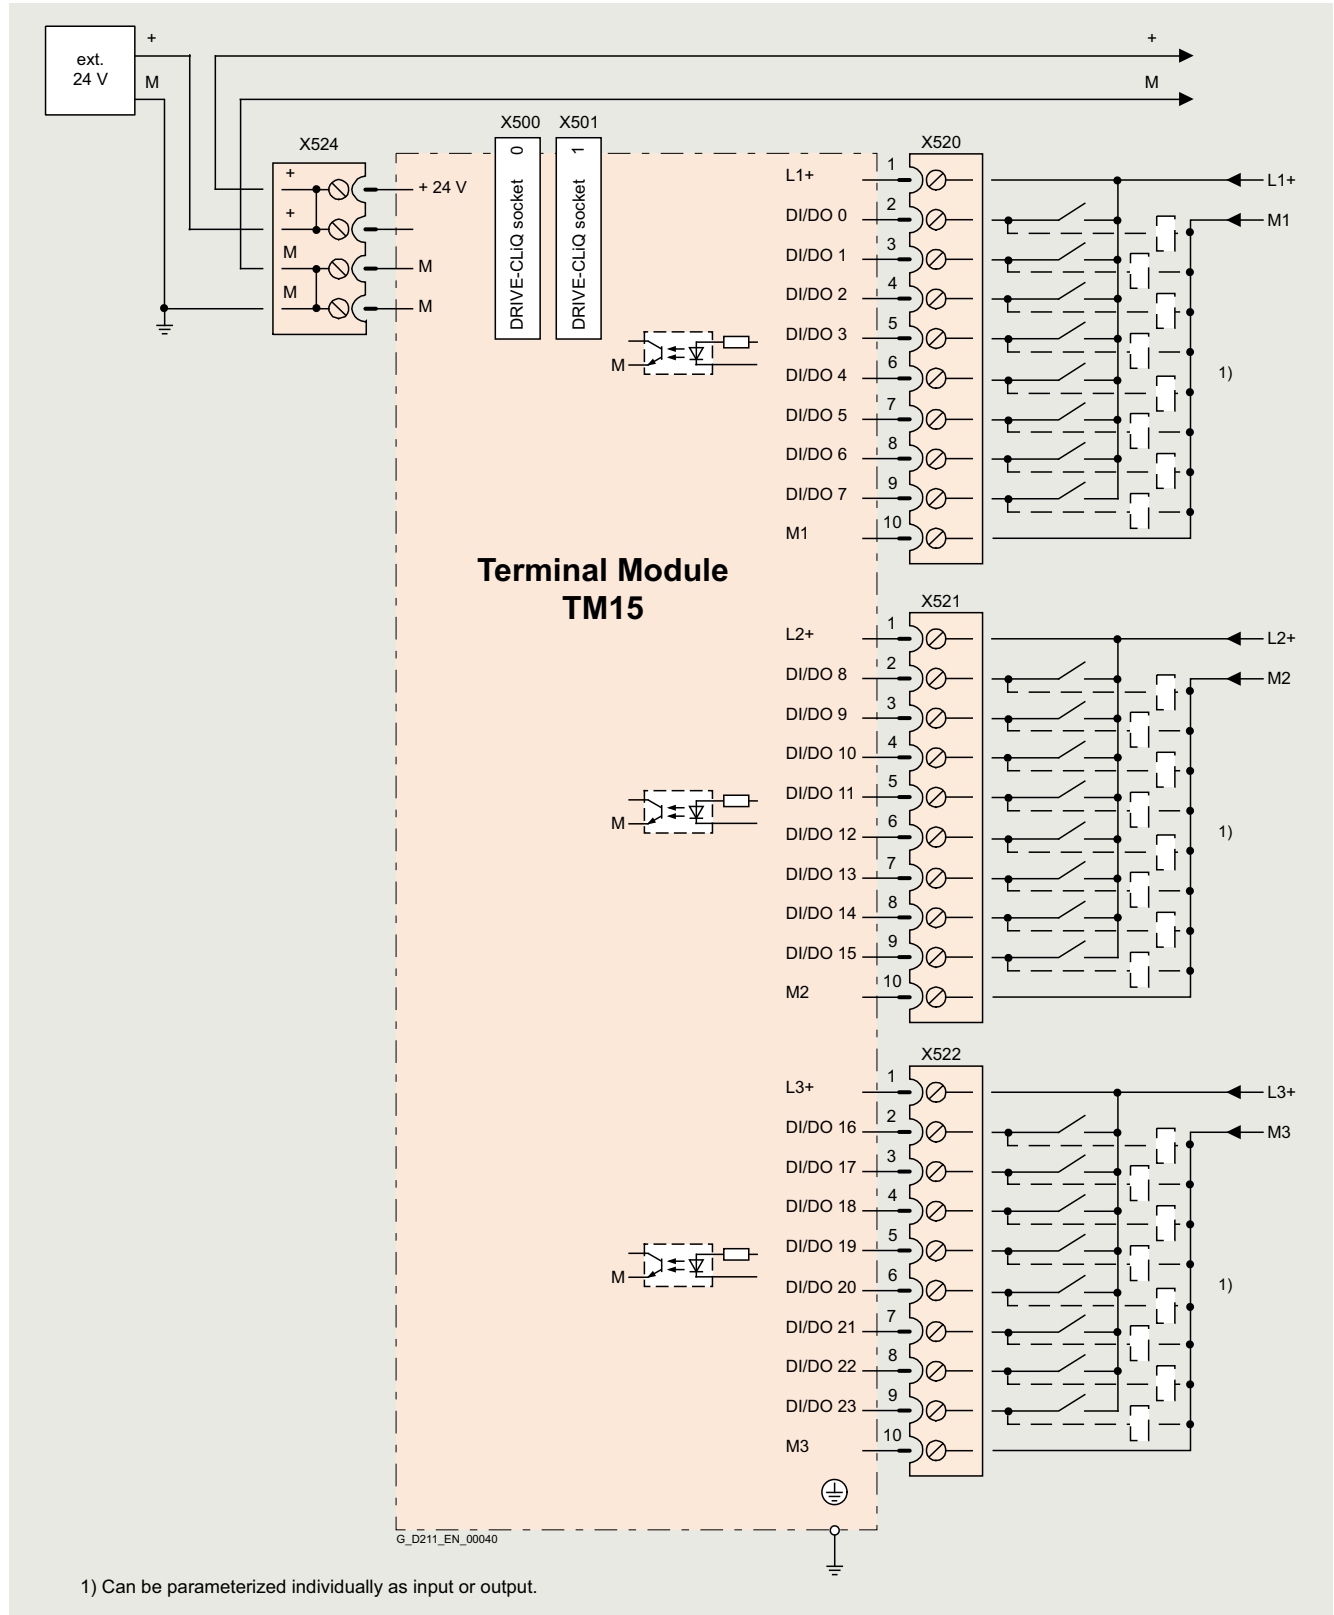 ext.
24 V
+
M
+
M
X524
+
+
M
M
+ 24 V
M
M
X500
X501
DRIVE-CLiQ socket 0
DRIVE-CLiQ socket 1
Terminal Module
TM15
X520
L1+ 1
DI/DO 0 2
DI/DO 1 3
DI/DO 2 4
DI/DO 3 5
DI/DO 4 6
DI/DO 5 7
DI/DO 6 8
DI/DO 7 9
M1 10
M
L1+
M1
1)
X521
L2+ 1
DI/DO 8 2
DI/DO 9 3
DI/DO 10 4
DI/DO 11 5
DI/DO 12 6
DI/DO 13 7
DI/DO 14 8
DI/DO 15 9
M2 10
M
L2+
M2
1)
X522
L3+ 1
DI/DO 16 2
DI/DO 17 3
DI/DO 18 4
DI/DO 19 5
DI/DO 20 6
DI/DO 21 7
DI/DO 22 8
DI/DO 23 9
M3 10
M
L3+
M3
1)
G_D211_EN_00040
1) Can be parameterized individually as input or output.